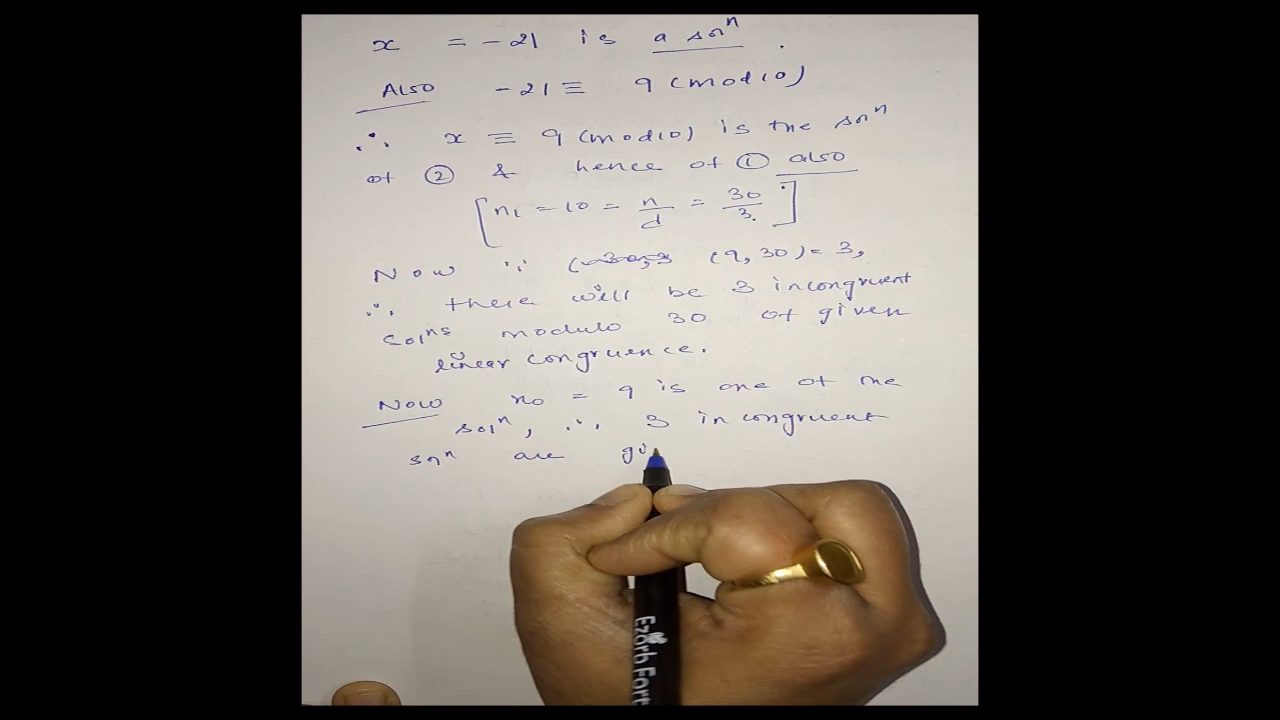 x = -21 is a solⁿ.
Also -21 ≡ 9 (mod 10)
∴ x ≡ 9 (mod 10) is the solⁿ
of ② & hence of ① also
[n₁ = 10 = n/d = 30/3.]
Now ∵ (9, 30) = 3,
∴ there will be 3 incongruent
solⁿˢ modulo 30 of given
linear congruence.
Now x₀ = 9 is one of the
solⁿ, ∴ 3 incongruent
solⁿ are gi
Ezorb Fort